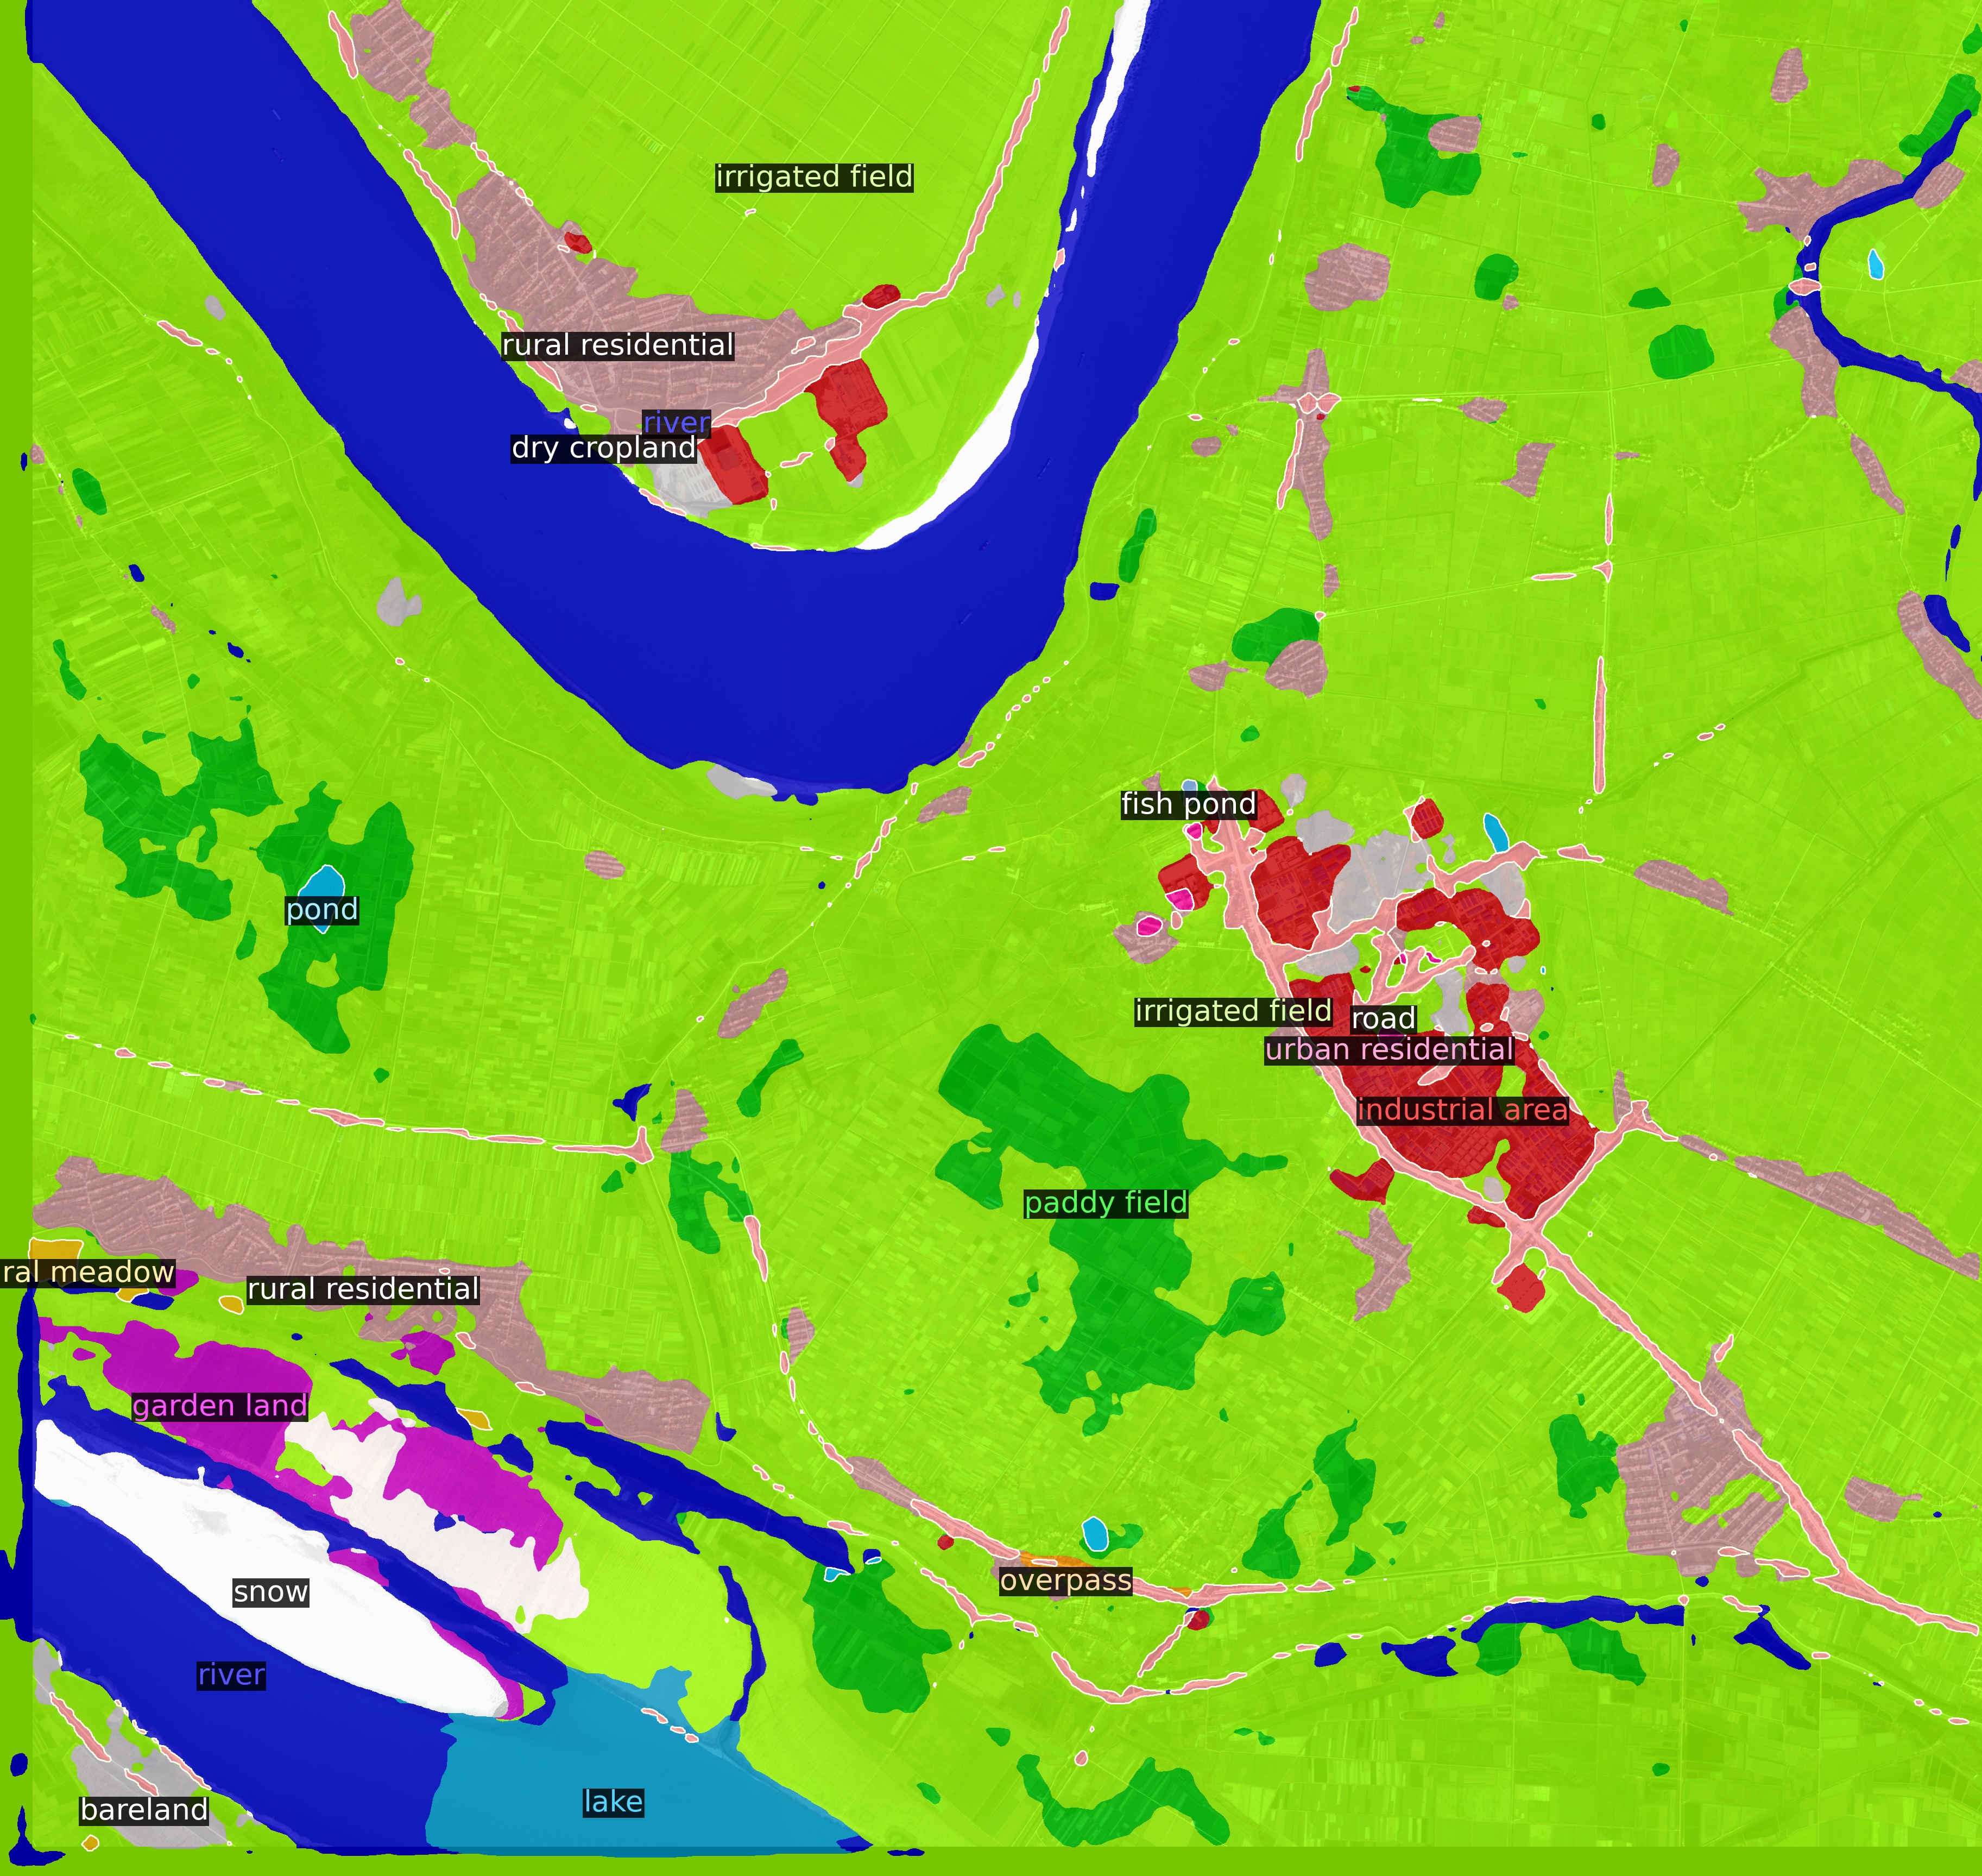 irrigated field
rural residential
river
dry cropland
fish pond
pond
irrigated field
road
urban residential
industrial area
paddy field
ral meadow
rural residential
garden land
overpass
snow
river
lake
bareland